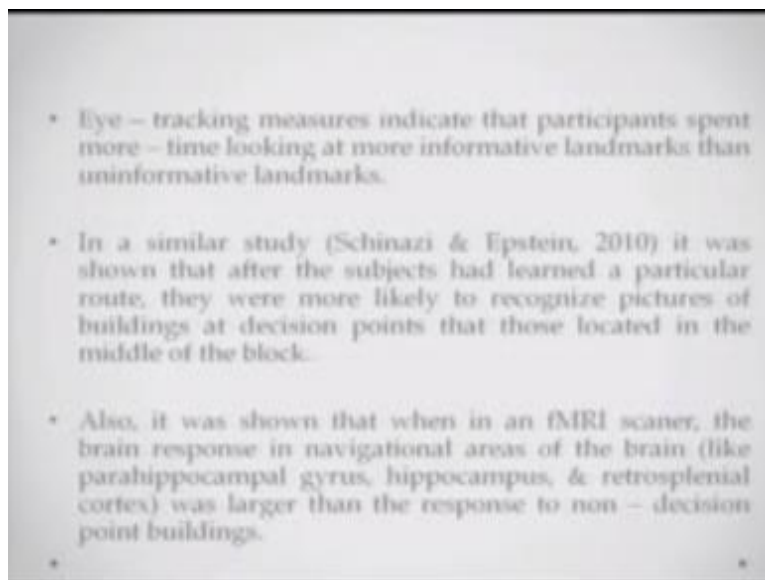 • Eye – tracking measures indicate that participants spent
more – time looking at more informative landmarks than
uninformative landmarks.
• In a similar study (Schinazi & Epstein, 2010) it was
shown that after the subjects had learned a particular
route, they were more likely to recognize pictures of
buildings at decision points that those located in the
middle of the block.
• Also, it was shown that when in an fMRI scaner, the
brain response in navigational areas of the brain (like
parahippocampal gyrus, hippocampus, & retrosplenial
cortex) was larger than the response to non – decision
point buildings.